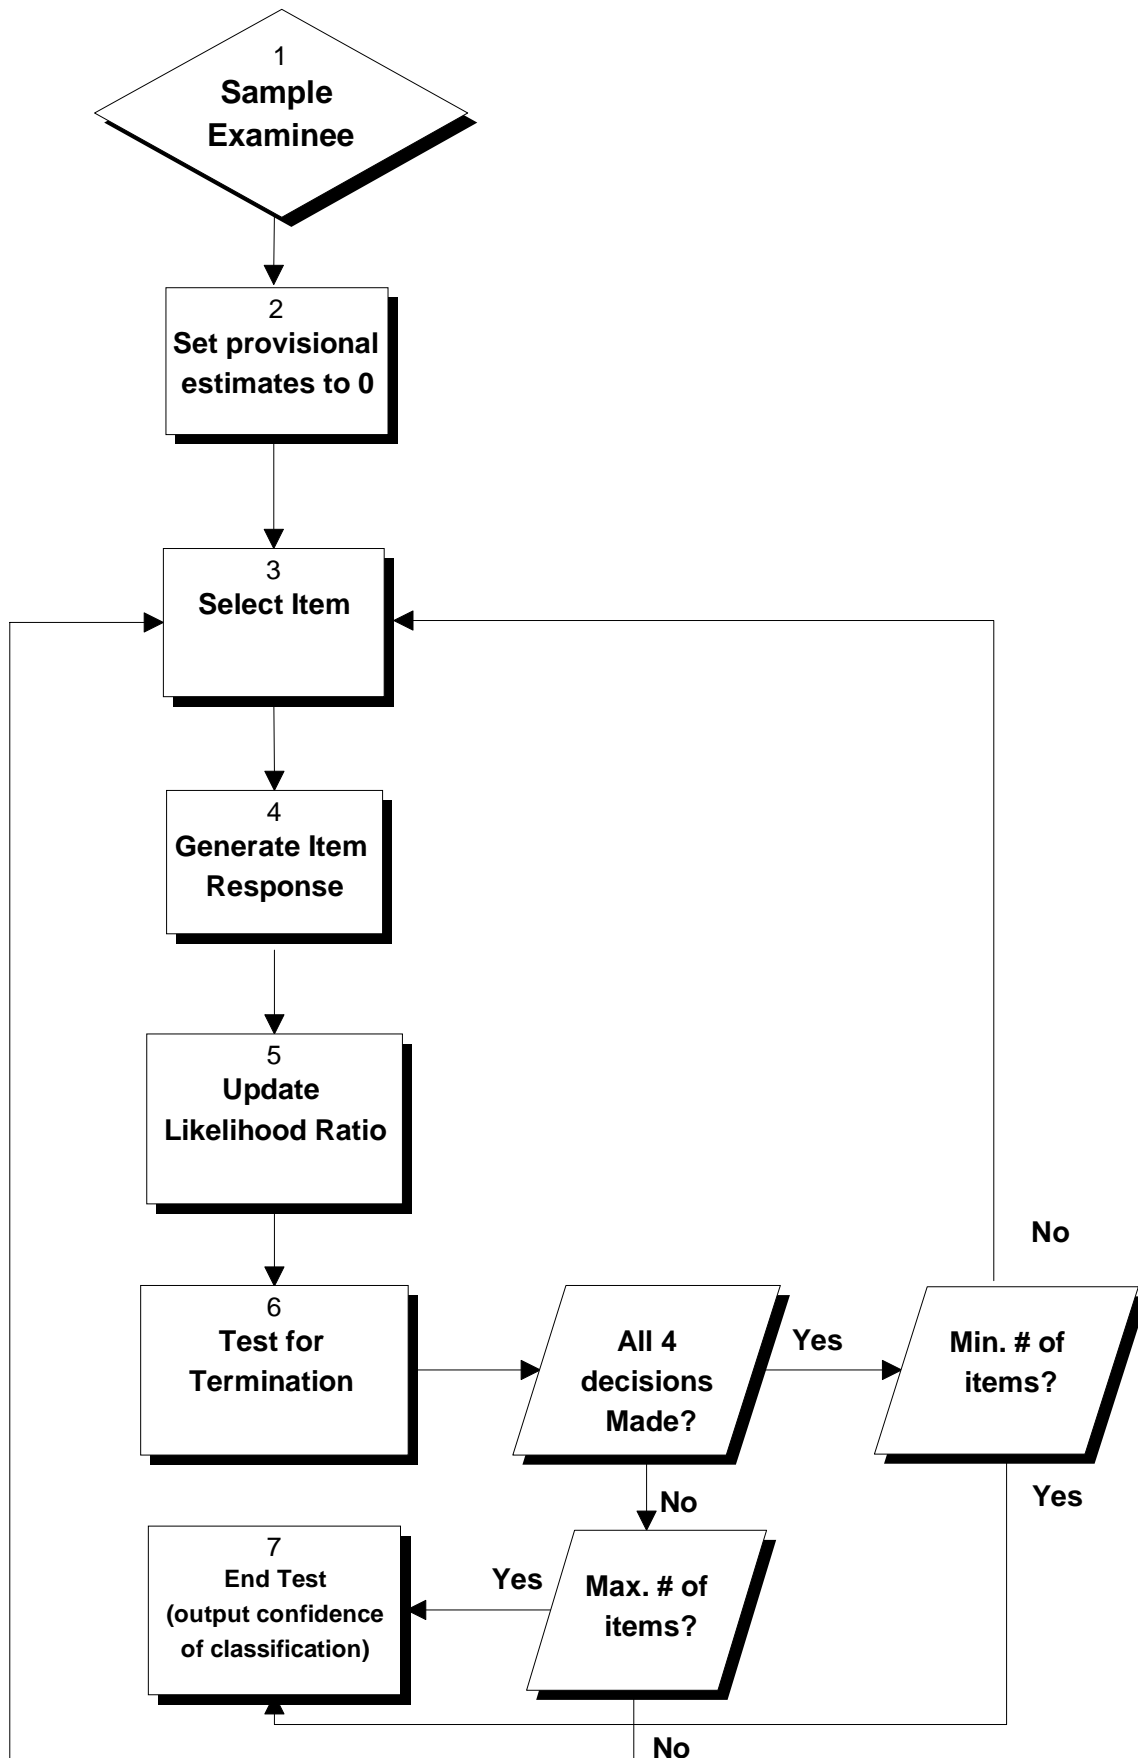 1
Sample
Examinee
2
Set provisional
estimates to 0
3
Select Item
4
Generate Item
Response
5
Update
Likelihood Ratio
No
6
Test for
Termination
All 4
decisions
Made?
Yes
Min. # of
items?
No
Yes
7
End Test
(output confidence
of classification)
Yes
Max. # of
items?
No